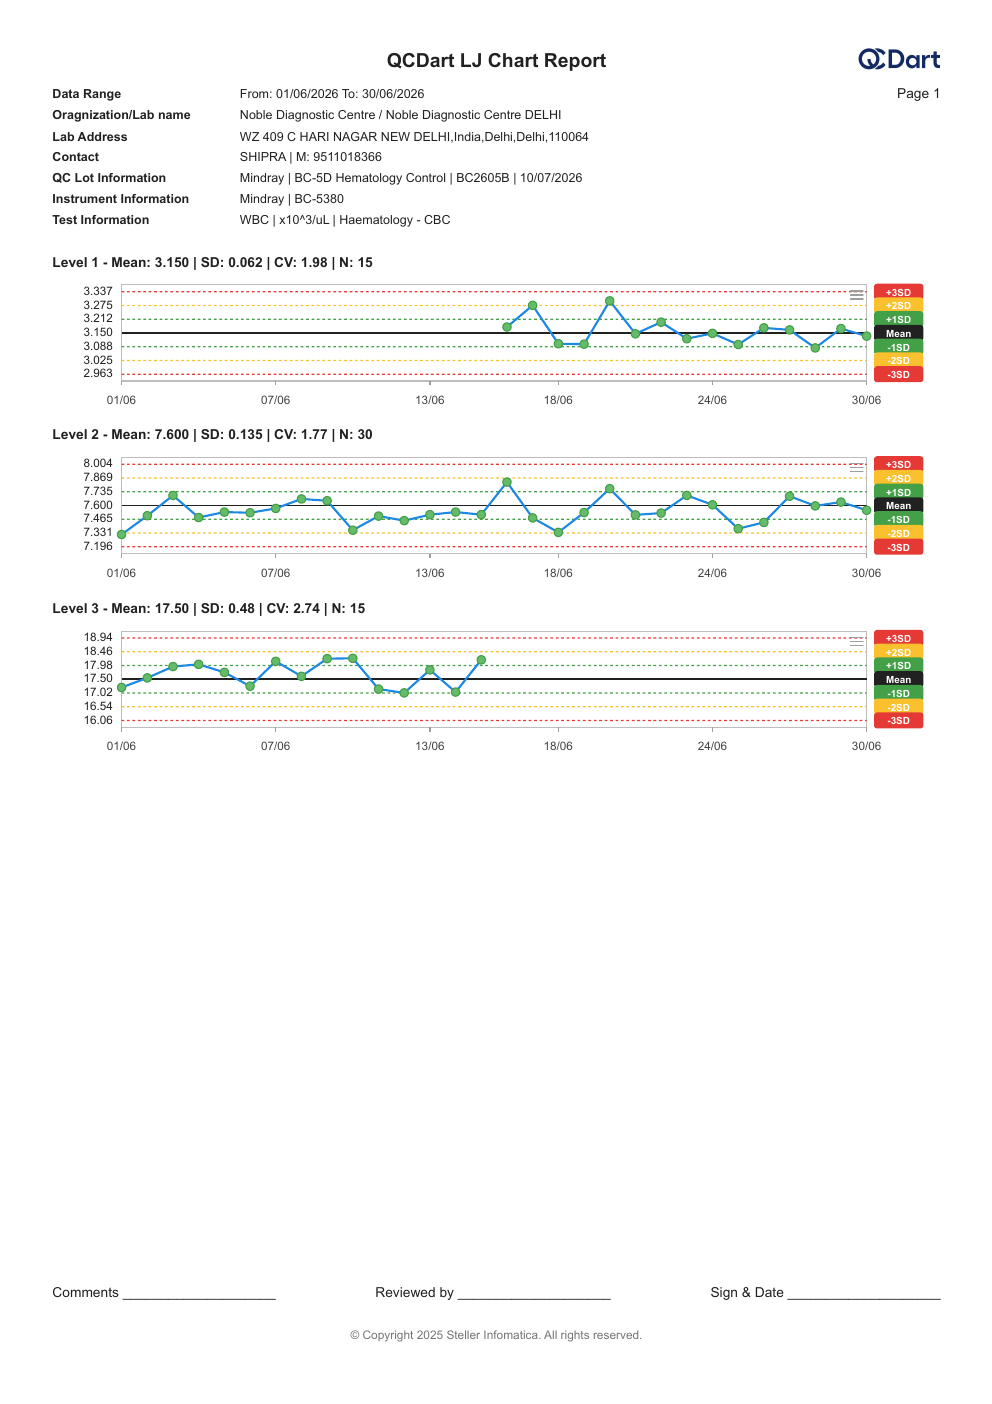 QCDart LJ Chart Report
QCDart
Page 1
Data Range From: 01/06/2026 To: 30/06/2026
Oragnization/Lab name Noble Diagnostic Centre / Noble Diagnostic Centre DELHI
Lab Address WZ 409 C HARI NAGAR NEW DELHI,India,Delhi,Delhi,110064
Contact SHIPRA | M: 9511018366
QC Lot Information Mindray | BC-5D Hematology Control | BC2605B | 10/07/2026
Instrument Information Mindray | BC-5380
Test Information WBC | x10^3/uL | Haematology - CBC
Level 1 - Mean: 3.150 | SD: 0.062 | CV: 1.98 | N: 15
3.337 +3SD
3.275 +2SD
3.212 +1SD
3.150 Mean
3.088 -1SD
3.025 -2SD
2.963 -3SD
01/06 07/06 13/06 18/06 24/06 30/06
Level 2 - Mean: 7.600 | SD: 0.135 | CV: 1.77 | N: 30
8.004 +3SD
7.869 +2SD
7.735 +1SD
7.600 Mean
7.465 -1SD
7.331 -2SD
7.196 -3SD
01/06 07/06 13/06 18/06 24/06 30/06
Level 3 - Mean: 17.50 | SD: 0.48 | CV: 2.74 | N: 15
18.94 +3SD
18.46 +2SD
17.98 +1SD
17.50 Mean
17.02 -1SD
16.54 -2SD
16.06 -3SD
01/06 07/06 13/06 18/06 24/06 30/06
Comments ____________________ Reviewed by ____________________ Sign & Date ____________________
© Copyright 2025 Steller Infomatica. All rights reserved.